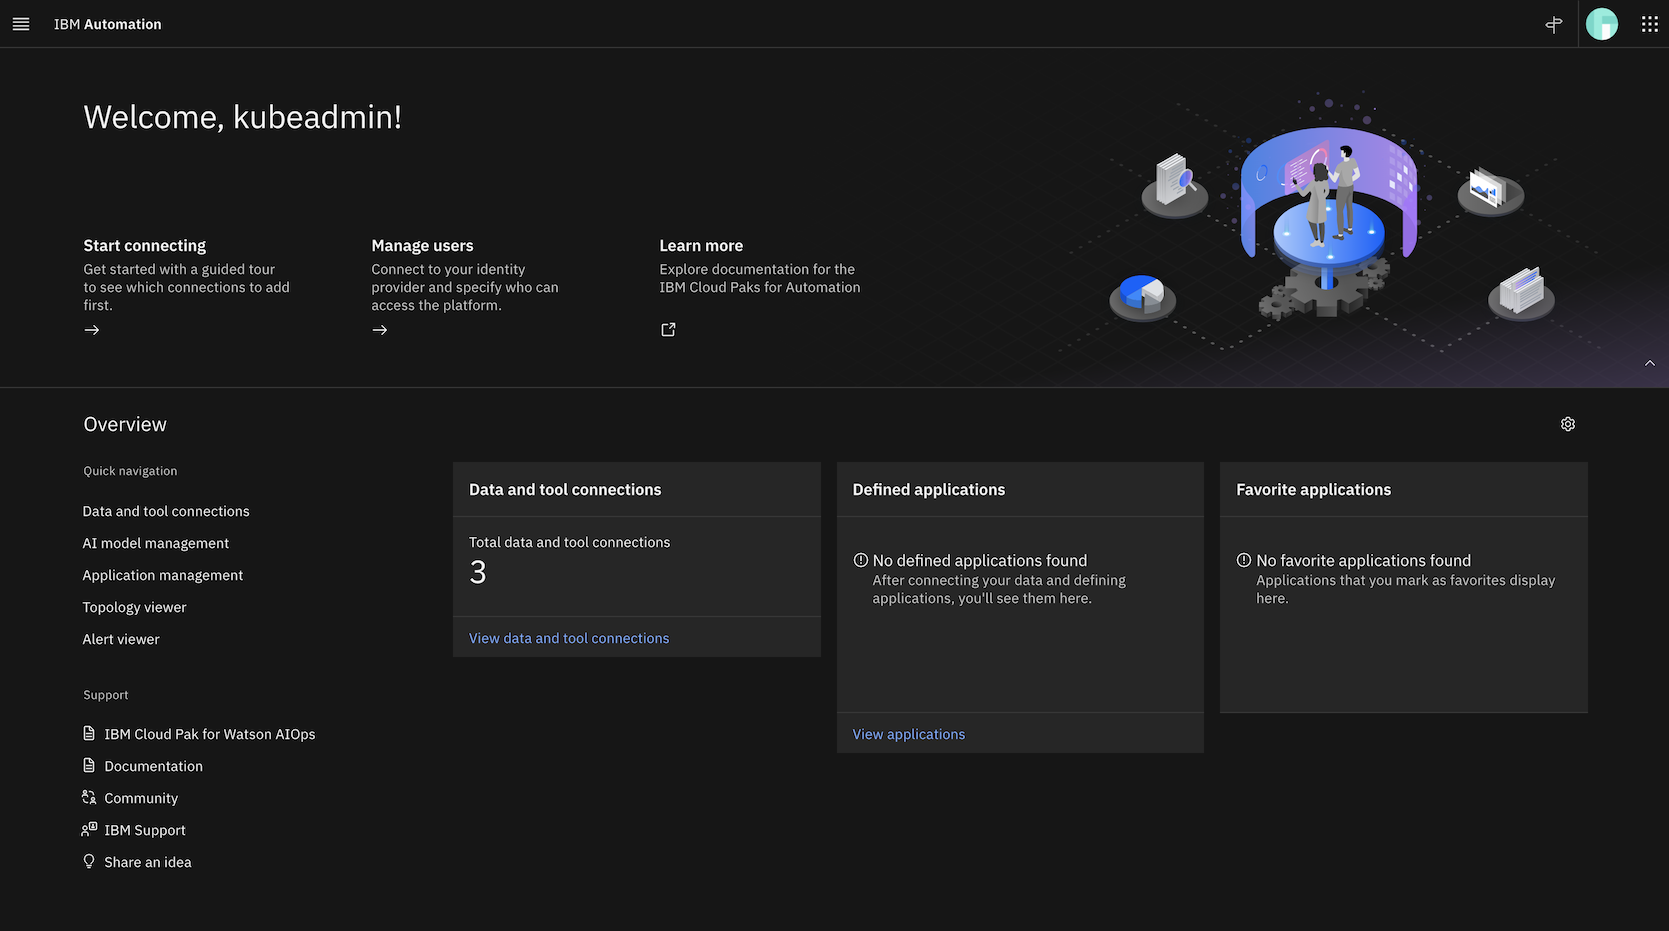 IBM Automation
Welcome, kubeadmin!
Start connecting
Get started with a guided tour
to see which connections to add
first.
Manage users
Connect to your identity
provider and specify who can
access the platform.
Learn more
Explore documentation for the
IBM Cloud Paks for Automation
Overview
Quick navigation
Data and tool connections
AI model management
Application management
Topology viewer
Alert viewer
Support
IBM Cloud Pak for Watson AIOps
Documentation
Community
IBM Support
Share an idea
Data and tool connections
Total data and tool connections
3
View data and tool connections
Defined applications
No defined applications found
After connecting your data and defining
applications, you'll see them here.
View applications
Favorite applications
No favorite applications found
Applications that you mark as favorites display
here.